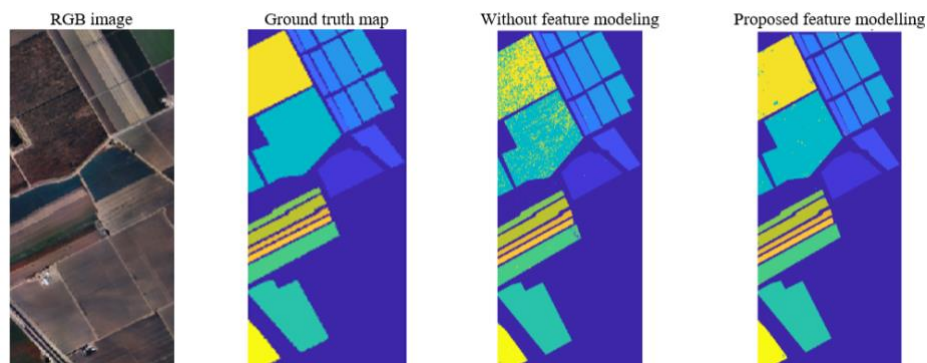 RGB image
Ground truth map
Without feature modeling
Proposed feature modelling